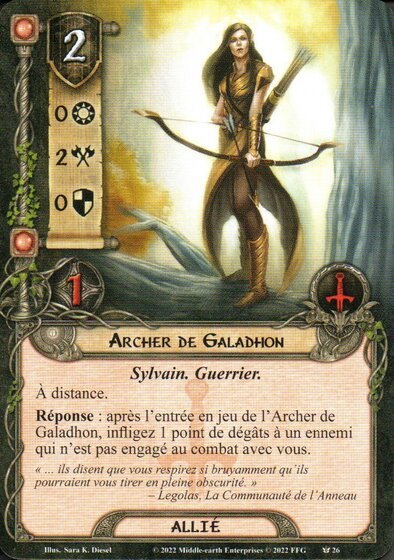 2
0
2
0
1
Archer de Galadhon
Sylvain. Guerrier.
À distance.
Réponse : après l'entrée en jeu de l'Archer de
Galadhon, infligez 1 point de dégâts à un ennemi
qui n'est pas engagé au combat avec vous.
« ... ils disent que vous respirez si bruyamment qu'ils
pourraient vous tirer en pleine obscurité. »
– Legolas, La Communauté de l'Anneau
Allié
Illus. Sara K. Diesel © 2022 Middle-earth Enterprises © 2022 FFG 26